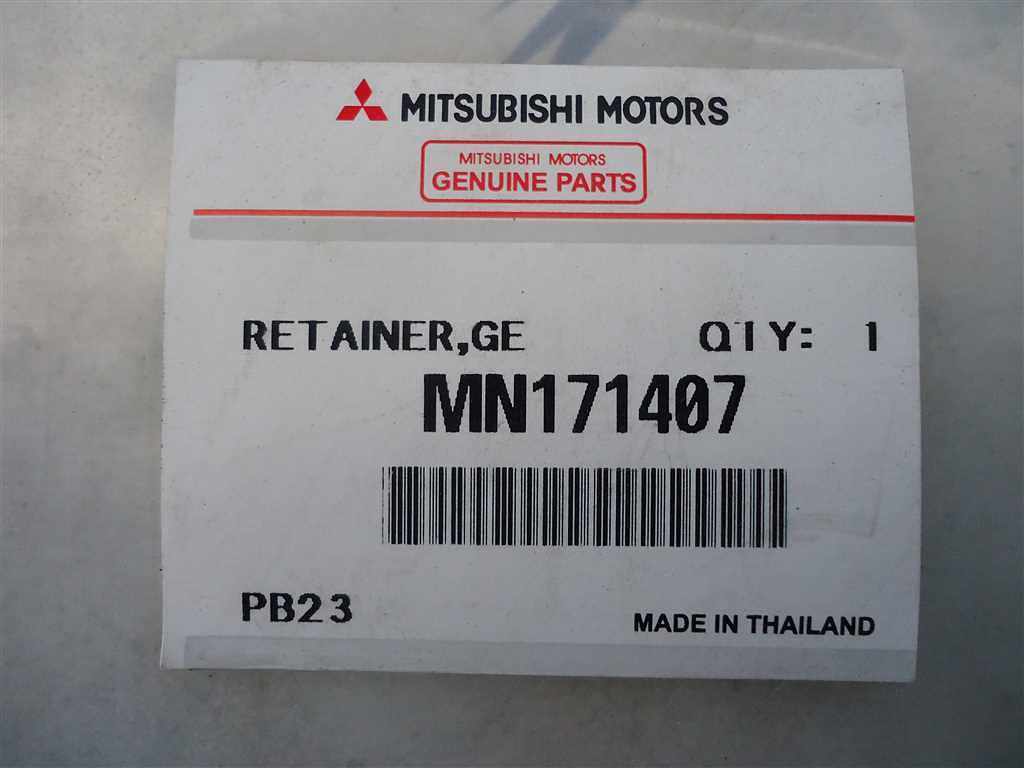 MITSUBISHI MOTORS
MITSUBISHI MOTORS
GENUINE PARTS
RETAINER,GE QTY: 1
MN171407
PB23 MADE IN THAILAND